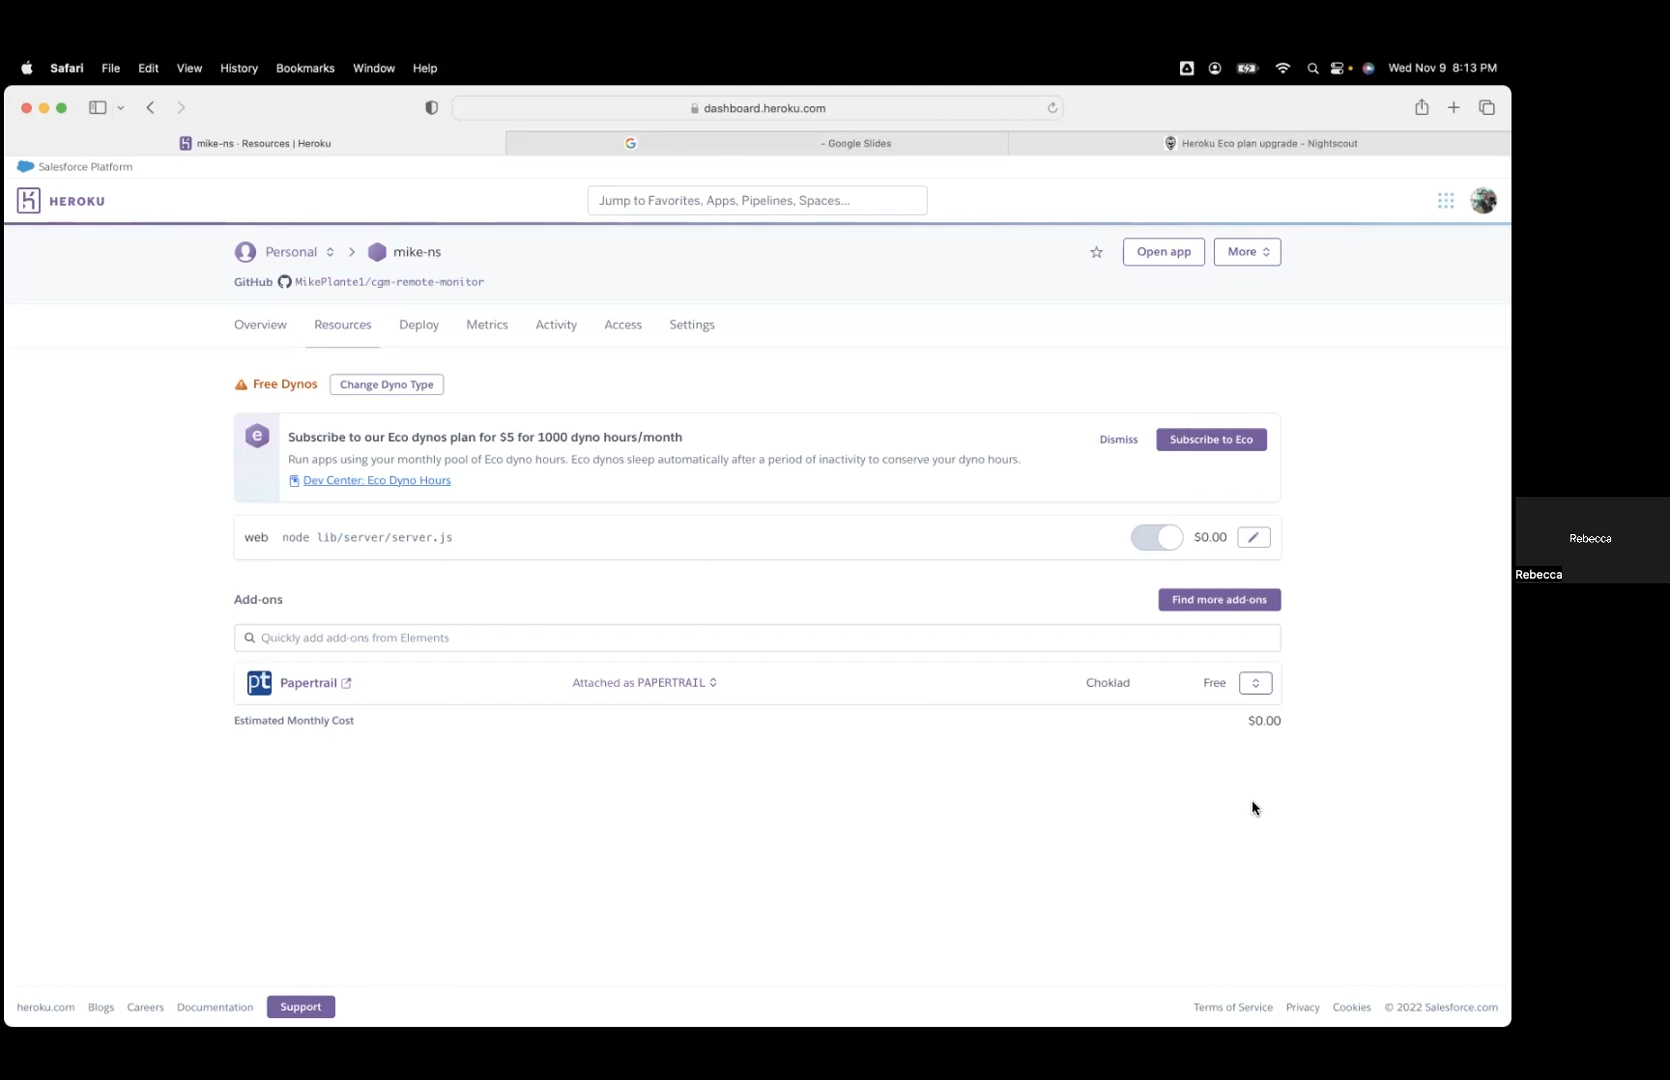 Safari File Edit View History Bookmarks Window Help Wed Nov 9 8:13 PM
dashboard.heroku.com
mike-ns · Resources | Heroku - Google Slides Heroku Eco plan upgrade - Nightscout
Salesforce Platform
HEROKU Jump to Favorites, Apps, Pipelines, Spaces...
Personal mike-ns Open app More
GitHub MikePlante1/cgm-remote-monitor
Overview Resources Deploy Metrics Activity Access Settings
Free Dynos Change Dyno Type
e Subscribe to our Eco dynos plan for $5 for 1000 dyno hours/month Dismiss Subscribe to Eco
Run apps using your monthly pool of Eco dyno hours. Eco dynos sleep automatically after a period of inactivity to conserve your dyno hours.
Dev Center: Eco Dyno Hours
web node lib/server/server.js $0.00
Rebecca
Rebecca
Add-ons Find more add-ons
Quickly add add-ons from Elements
pt Papertrail Attached as PAPERTRAIL Choklad Free
Estimated Monthly Cost $0.00
heroku.com Blogs Careers Documentation Support Terms of Service Privacy Cookies © 2022 Salesforce.com